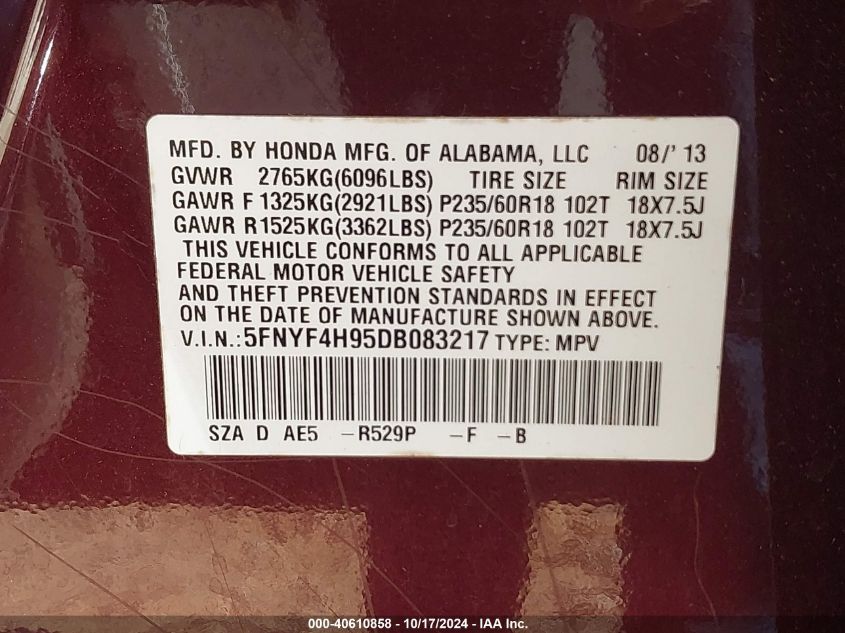 MFD. BY HONDA MFG. OF ALABAMA, LLC 08/' 13
GVWR 2765KG(6096LBS) TIRE SIZE RIM SIZE
GAWR F 1325KG(2921LBS) P235/60R18 102T 18X7.5J
GAWR R 1525KG(3362LBS) P235/60R18 102T 18X7.5J
THIS VEHICLE CONFORMS TO ALL APPLICABLE
FEDERAL MOTOR VEHICLE SAFETY
AND THEFT PREVENTION STANDARDS IN EFFECT
ON THE DATE OF MANUFACTURE SHOWN ABOVE.
V.I.N.: 5FNYF4H95DB083217 TYPE: MPV
SZA D AE5 -R529P -F -B
000-40610858 - 10/17/2024 - IAA Inc.